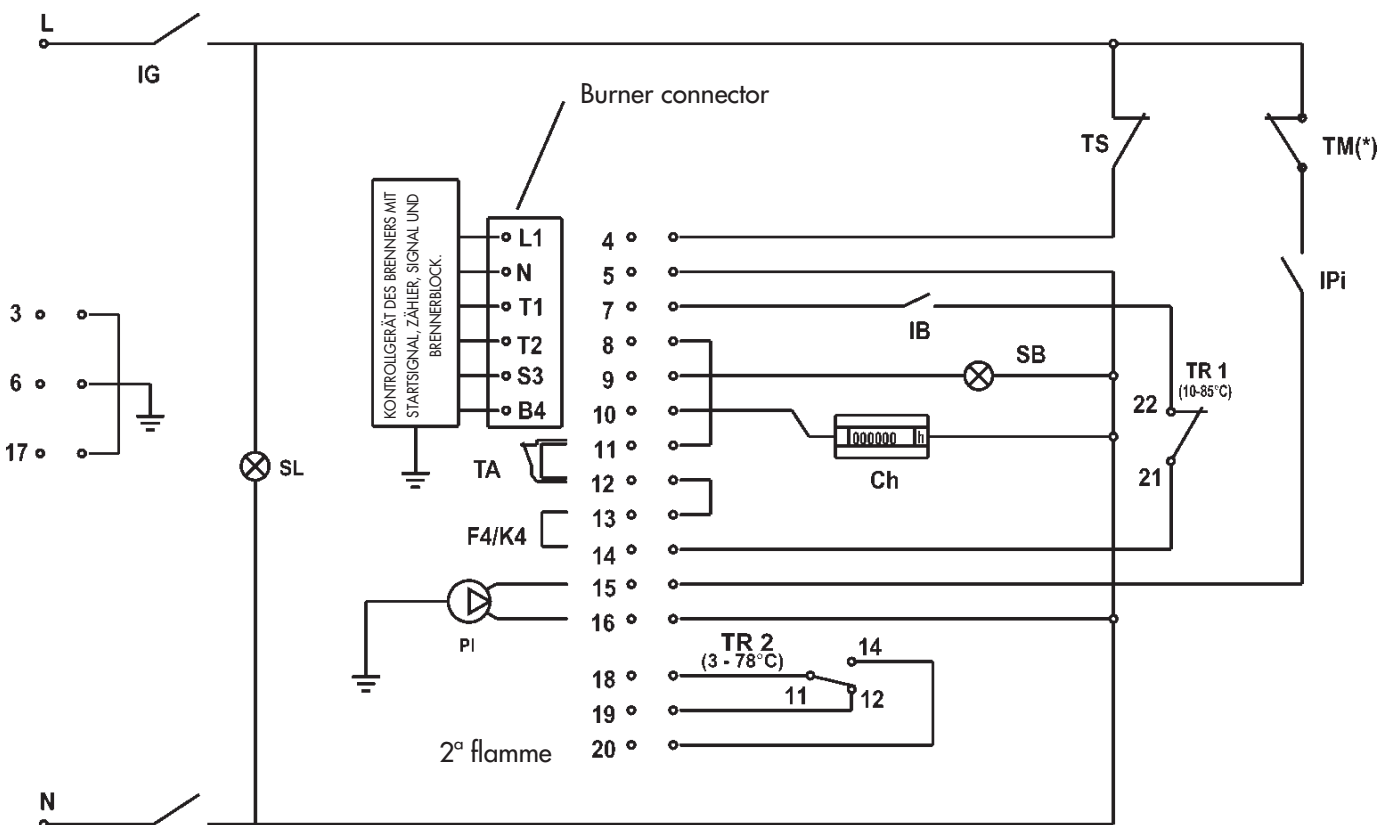 L
IG
Burner connector
TS
TM(*)
KONTROLLGERÄT DES BRENNERS MIT
STARTSIGNAL, ZÄHLER, SIGNAL UND
BRENNERBLOCK.
L1
N
T1
T2
S3
B4
4
5
7
8
9
10
11
12
13
14
15
16
18
19
20
IPi
IB
SB
TR 1
(10-85°C)
22
21
000000 h
Ch
3
6
17
SL
TA
F4/K4
PI
TR 2
(3 - 78°C)
14
11
12
2ª flamme
N